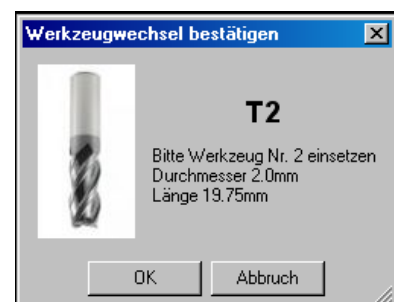 Werkzeugwechsel bestätigen
T2
Bitte Werkzeug Nr. 2 einsetzen
Durchmesser 2.0mm
Länge 19.75mm
OK Abbruch